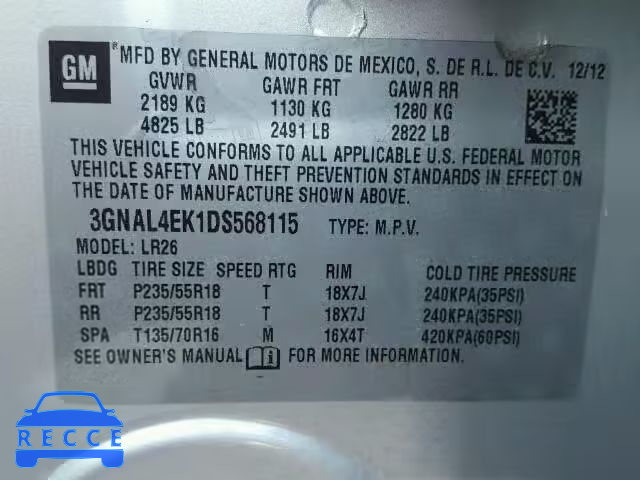 GM ® MFD BY GENERAL MOTORS DE MEXICO, S. DE R.L. DE C.V. 12/12
GVWR GAWR FRT GAWR RR
2189 KG 1130 KG 1280 KG
4825 LB 2491 LB 2822 LB
THIS VEHICLE CONFORMS TO ALL APPLICABLE U.S. FEDERAL MOTOR
VEHICLE SAFETY AND THEFT PREVENTION STANDARDS IN EFFECT ON
THE DATE OF MANUFACTURE SHOWN ABOVE.
3GNAL4EK1DS568115 TYPE: M.P.V.
MODEL: LR26
LBDG TIRE SIZE SPEED RTG RIM COLD TIRE PRESSURE
FRT P235/55R18 T 18X7J 240KPA(35PSI)
RR P235/55R18 T 18X7J 240KPA(35PSI)
SPA T135/70R16 M 16X4T 420KPA(60PSI)
SEE OWNER'S MANUAL i FOR MORE INFORMATION.
RECCE